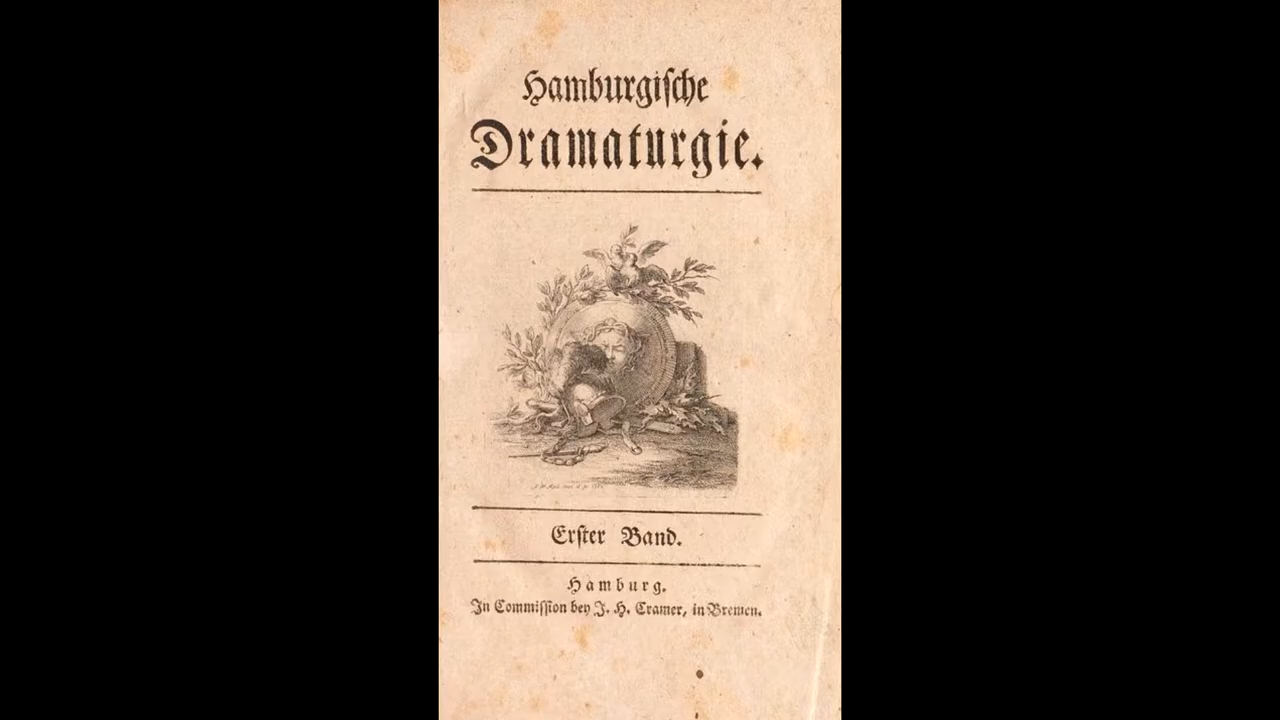 Hamburgiſche
Dramaturgie.
Erſter Band.
Hamburg.
In Commiſſion bey J. H. Cramer, in Bremen.